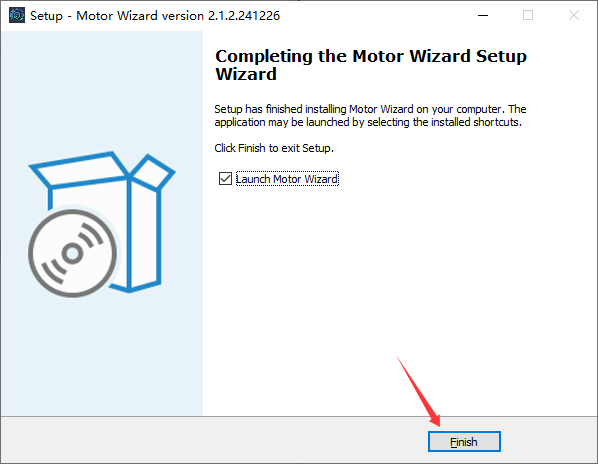 Setup - Motor Wizard version 2.1.2.241226
Completing the Motor Wizard Setup
Wizard
Setup has finished installing Motor Wizard on your computer. The
application may be launched by selecting the installed shortcuts.
Click Finish to exit Setup.
Launch Motor Wizard
Finish